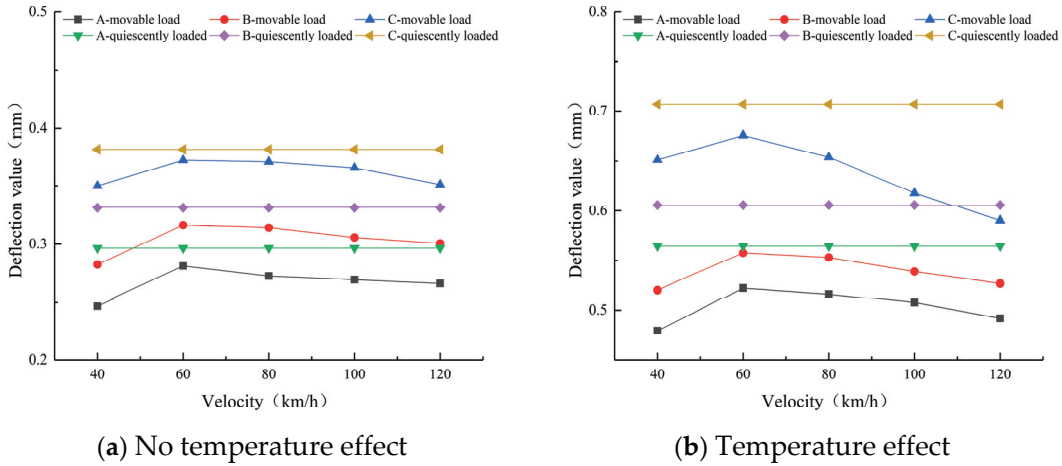 A-movable load B-movable load C-movable load
A-quiescently loaded B-quiescently loaded C-quiescently loaded
0.5
0.4
0.3
0.2
Deflection value（mm）
40 60 80 100 120
Velocity（km/h）
(a) No temperature effect
A-movable load B-movable load C-movable load
A-quiescently loaded B-quiescently loaded C-quiescently loaded
0.8
0.7
0.6
0.5
Deflection value（mm）
40 60 80 100 120
Velocity（km/h）
(b) Temperature effect